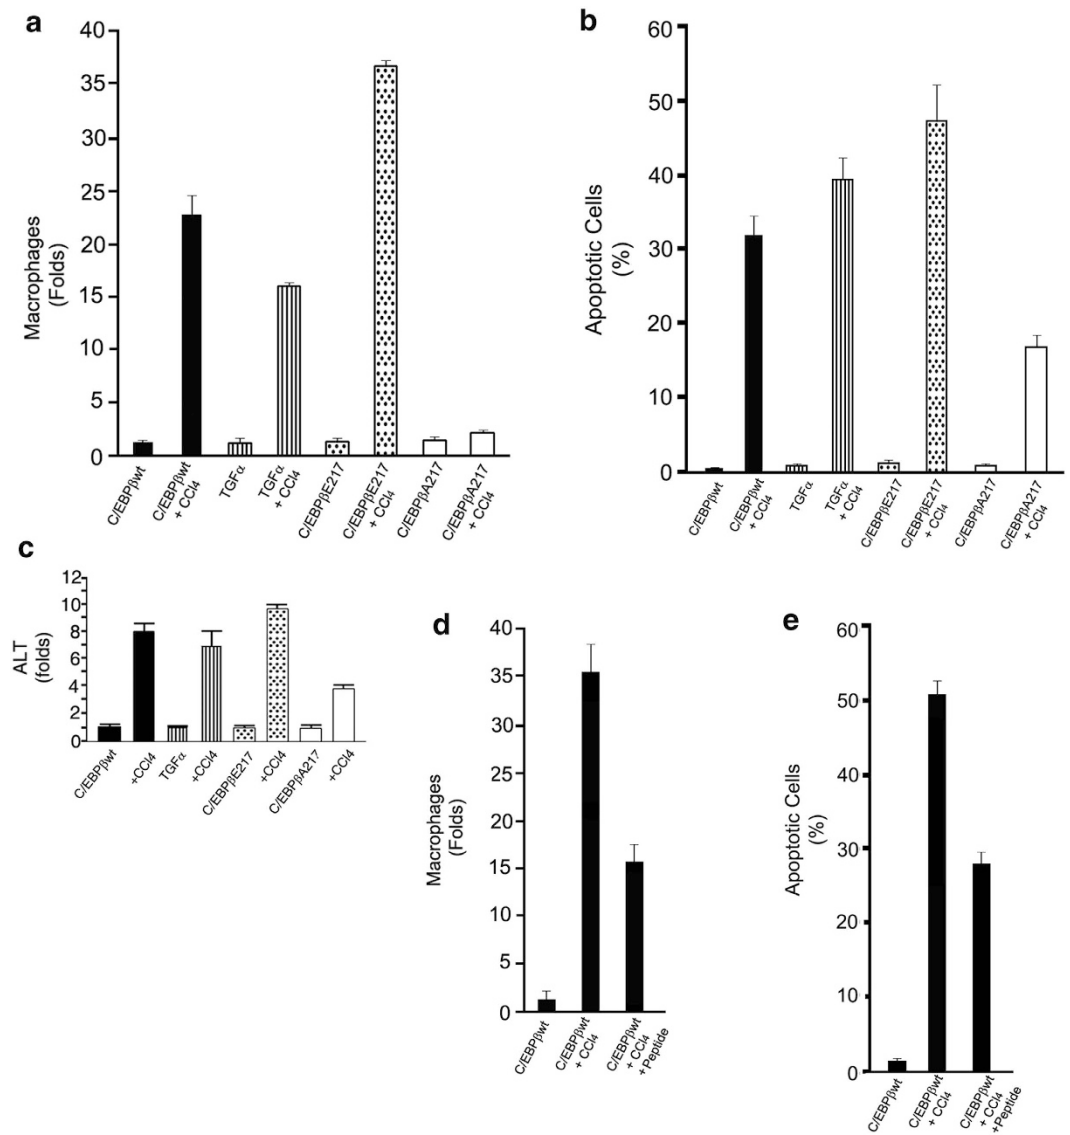 a
40
35
30
25
20
15
10
5
0
Macrophages
(Folds)
C/EBPβwt
C/EBPβwt
+ CCl4
TGFα
TGFα
+ CCl4
C/EBPβE217
C/EBPβE217
+ CCl4
C/EBPβA217
C/EBPβA217
+ CCl4
b
60
50
40
30
20
10
0
Apoptotic Cells
(%)
C/EBPβwt
C/EBPβwt
+ CCl4
TGFα
TGFα
+ CCl4
C/EBPβE217
C/EBPβE217
+ CCl4
C/EBPβA217
C/EBPβA217
+ CCl4
c
12
10
8
6
4
2
0
ALT
(folds)
C/EBPβwt
+CCl4
TGFα
+CCl4
C/EBPβE217
+CCl4
C/EBPβA217
+CCl4
d
40
35
30
25
20
15
10
5
0
Macrophages
(Folds)
C/EBPβwt
C/EBPβwt
+ CCl4
C/EBPβwt
+ CCl4
+Peptide
e
60
50
40
30
20
10
0
Apoptotic Cells
(%)
C/EBPβwt
C/EBPβwt
+ CCl4
C/EBPβwt
+ CCl4
+Peptide